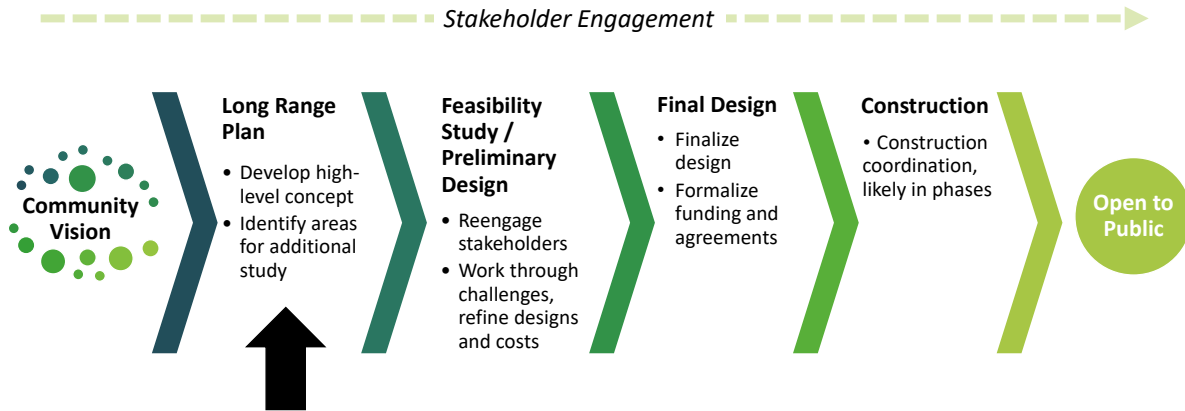 Stakeholder Engagement
Community
Vision
Long Range
Plan
• Develop high-
level concept
• Identify areas
for additional
study
Feasibility
Study /
Preliminary
Design
• Reengage
stakeholders
• Work through
challenges,
refine designs
and costs
Final Design
• Finalize
design
• Formalize
funding and
agreements
Construction
• Construction
coordination,
likely in phases
Open to
Public